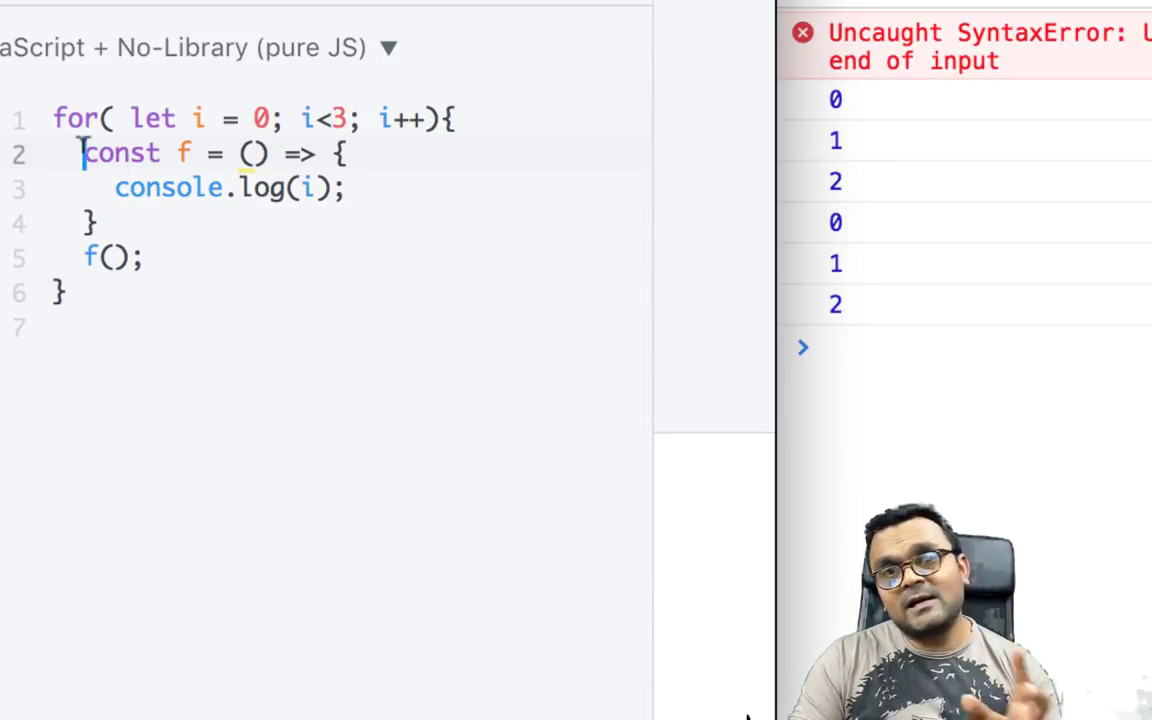 aScript + No-Library (pure JS) ▼
1 for( let i = 0; i<3; i++){
2 const f = () => {
3 console.log(i);
4 }
5 f();
6 }
7
Uncaught SyntaxError: U
end of input
0
1
2
0
1
2
>